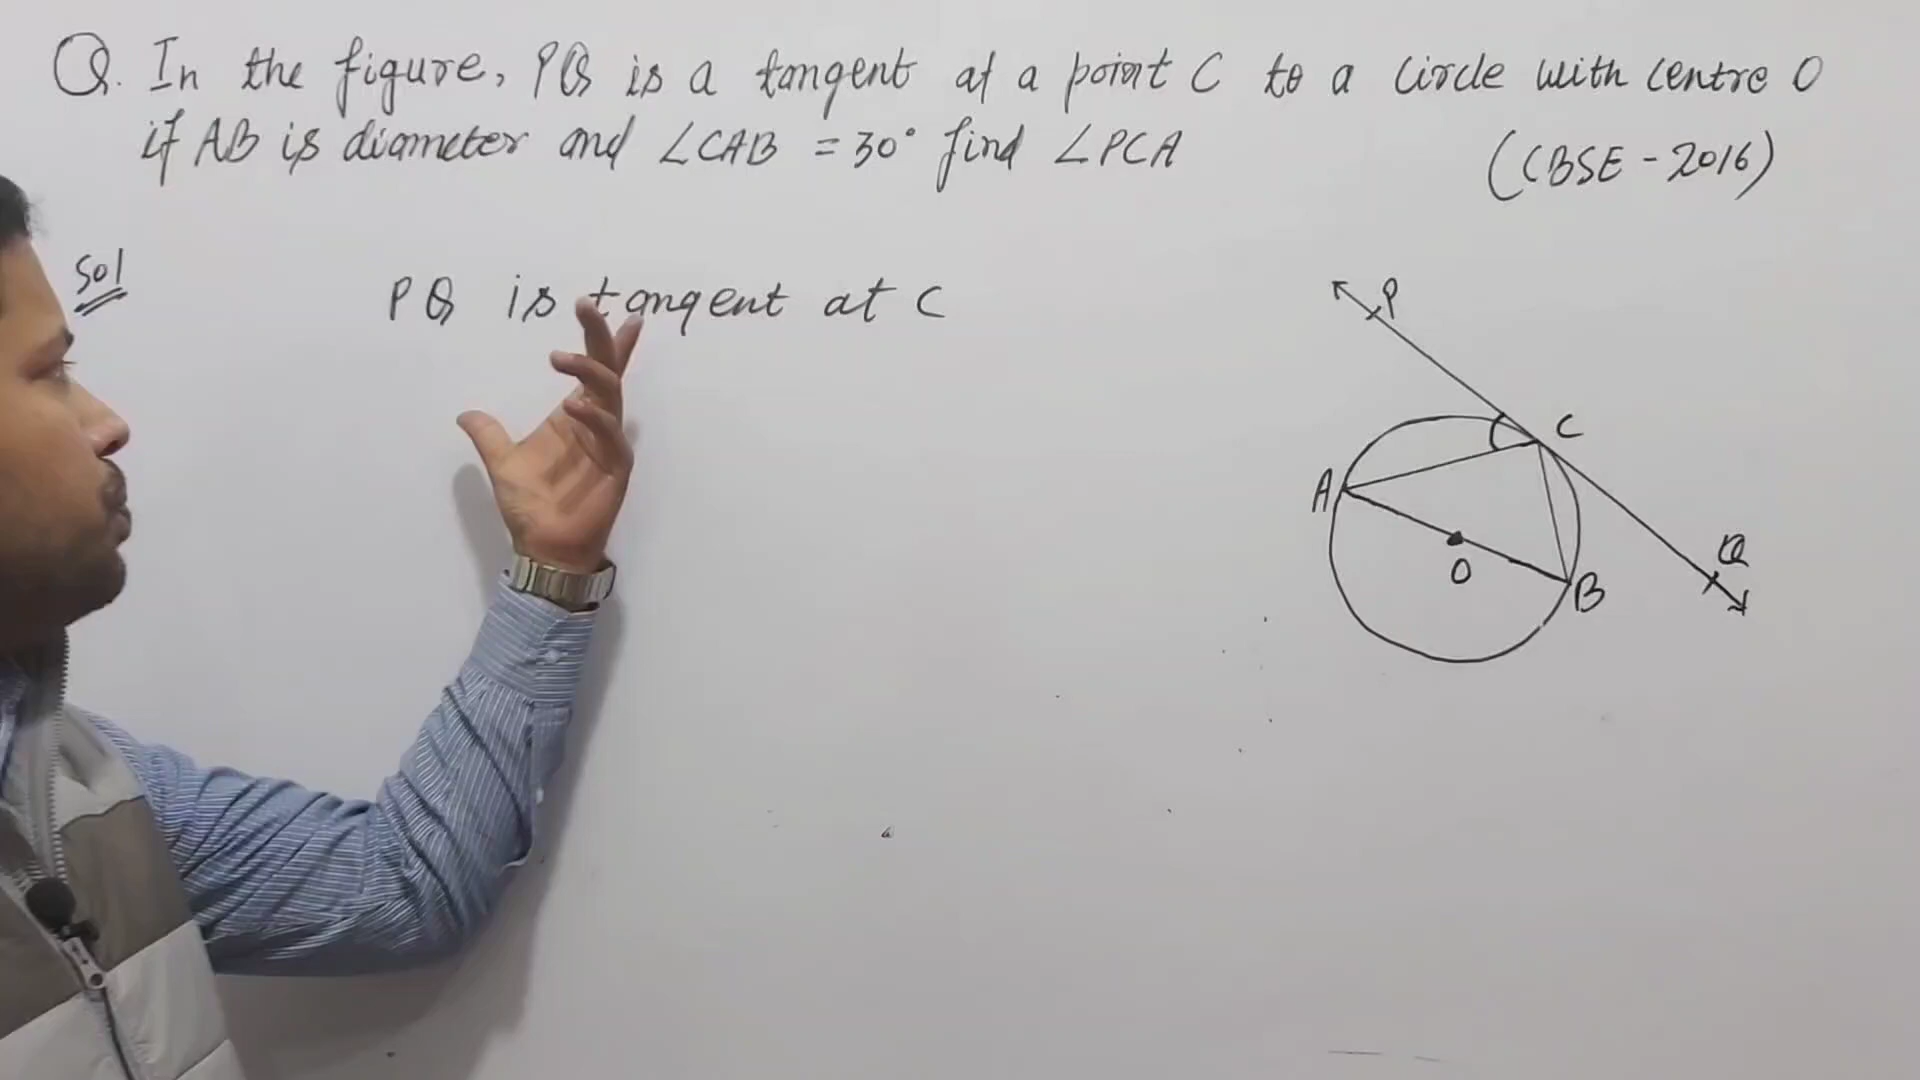 Q. In the figure, PQ is a tangent at a point C to a circle with centre O
if AB is diameter and ∠CAB = 30° find ∠PCA
(CBSE - 2016)
Sol
PQ is tangent at C
P
C
A
O
B
Q